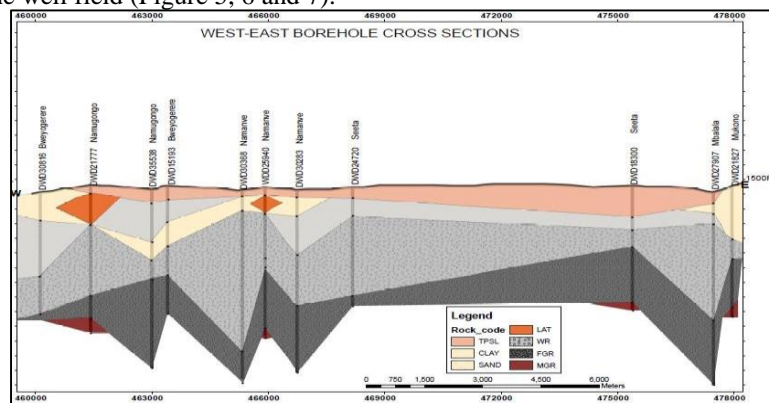 e well field (Figure 5, 6 and 7).
460000 463000 466000 469000 472000 475000 478000
WEST-EAST BOREHOLE CROSS SECTIONS
DWD30816 Bweyogerere
DWD21777 Namugongo
DWD35538 Namugongo
DWD15193 Bweyogerere
DWD30368 Namanve
WDD25940 Namanve
DWD30283 Namanve
DWD24720 Seeta
DWD18300 Seeta
DWD27907 Mbalala
DWD21827 Mukono
W
1500
E
Legend
Rock_code
TPSL
CLAY
SAND
LAT
WR
FGR
MGR
0 750 1,500 3,000 4,500 6,000
Meters
460000 463000 466000 469000 472000 475000 478000